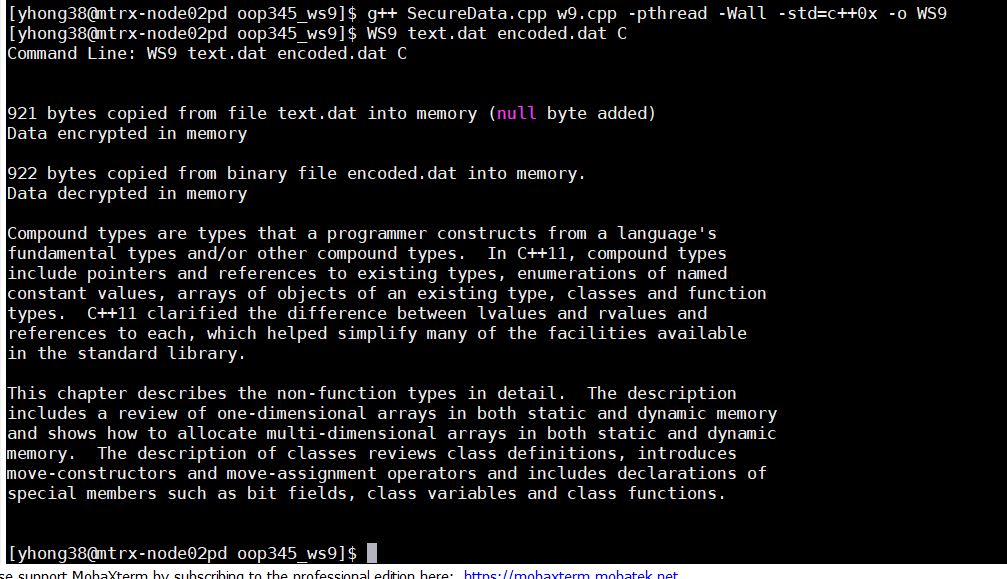 [yhong38@mtrx-node02pd oop345_ws9]$ g++ SecureData.cpp w9.cpp -pthread -Wall -std=c++0x -o WS9
[yhong38@mtrx-node02pd oop345_ws9]$ WS9 text.dat encoded.dat C
Command Line: WS9 text.dat encoded.dat C
921 bytes copied from file text.dat into memory (null byte added)
Data encrypted in memory
922 bytes copied from binary file encoded.dat into memory.
Data decrypted in memory
Compound types are types that a programmer constructs from a language's
fundamental types and/or other compound types.  In C++11, compound types
include pointers and references to existing types, enumerations of named
constant values, arrays of objects of an existing type, classes and function
types.  C++11 clarified the difference between lvalues and rvalues and
references to each, which helped simplify many of the facilities available
in the standard library.
This chapter describes the non-function types in detail.  The description
includes a review of one-dimensional arrays in both static and dynamic memory
and shows how to allocate multi-dimensional arrays in both static and dynamic
memory.  The description of classes reviews class definitions, introduces
move-constructors and move-assignment operators and includes declarations of
special members such as bit fields, class variables and class functions.
[yhong38@mtrx-node02pd oop345_ws9]$
se support MobaXterm by subscribing to the professional edition here: https://mobaxterm.mobatek.net